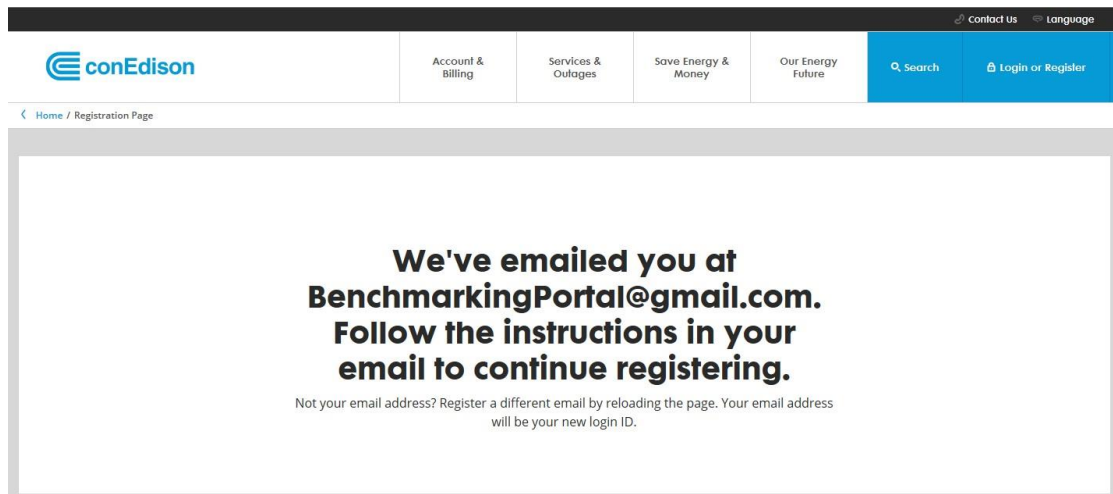 Contact Us Language
conEdison
Account &
Billing
Services &
Outages
Save Energy &
Money
Our Energy
Future
Search
Login or Register
Home / Registration Page
We've emailed you at
BenchmarkingPortal@gmail.com.
Follow the instructions in your
email to continue registering.
Not your email address? Register a different email by reloading the page. Your email address
will be your new login ID.